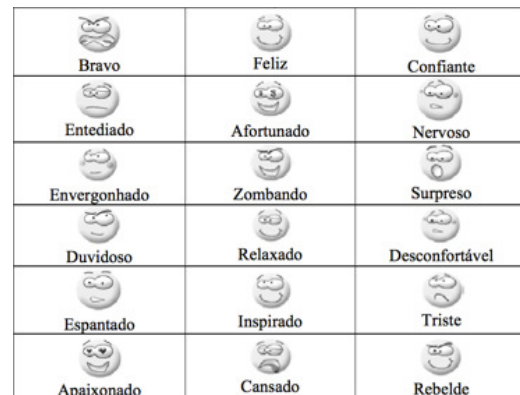 Bravo Feliz Confiante
Entediado Afortunado Nervoso
Envergonhado Zombando Surpreso
Duvidoso Relaxado Desconfortável
Espantado Inspirado Triste
Apaixonado Cansado Rebelde